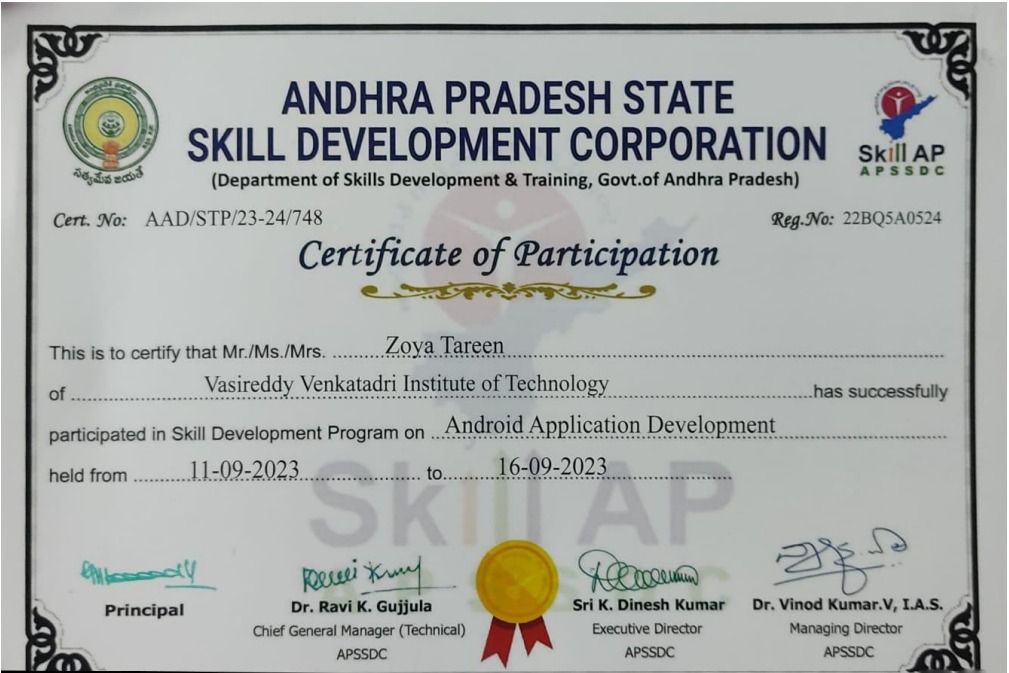 ANDHRA PRADESH STATE
SKILL DEVELOPMENT CORPORATION
(Department of Skills Development & Training, Govt.of Andhra Pradesh)
సత్యమేవ జయతే
Skill AP
APSSDC
Cert. No: AAD/STP/23-24/748
Reg.No: 22BQ5A0524
Certificate of Participation
This is to certify that Mr./Ms./Mrs. Zoya Tareen
of Vasireddy Venkatadri Institute of Technology has successfully
participated in Skill Development Program on Android Application Development
held from 11-09-2023 to 16-09-2023
Skill AP
APSSDC
Principal
Dr. Ravi K. Gujjula
Chief General Manager (Technical)
APSSDC
Sri K. Dinesh Kumar
Executive Director
APSSDC
Dr. Vinod Kumar.V, I.A.S.
Managing Director
APSSDC